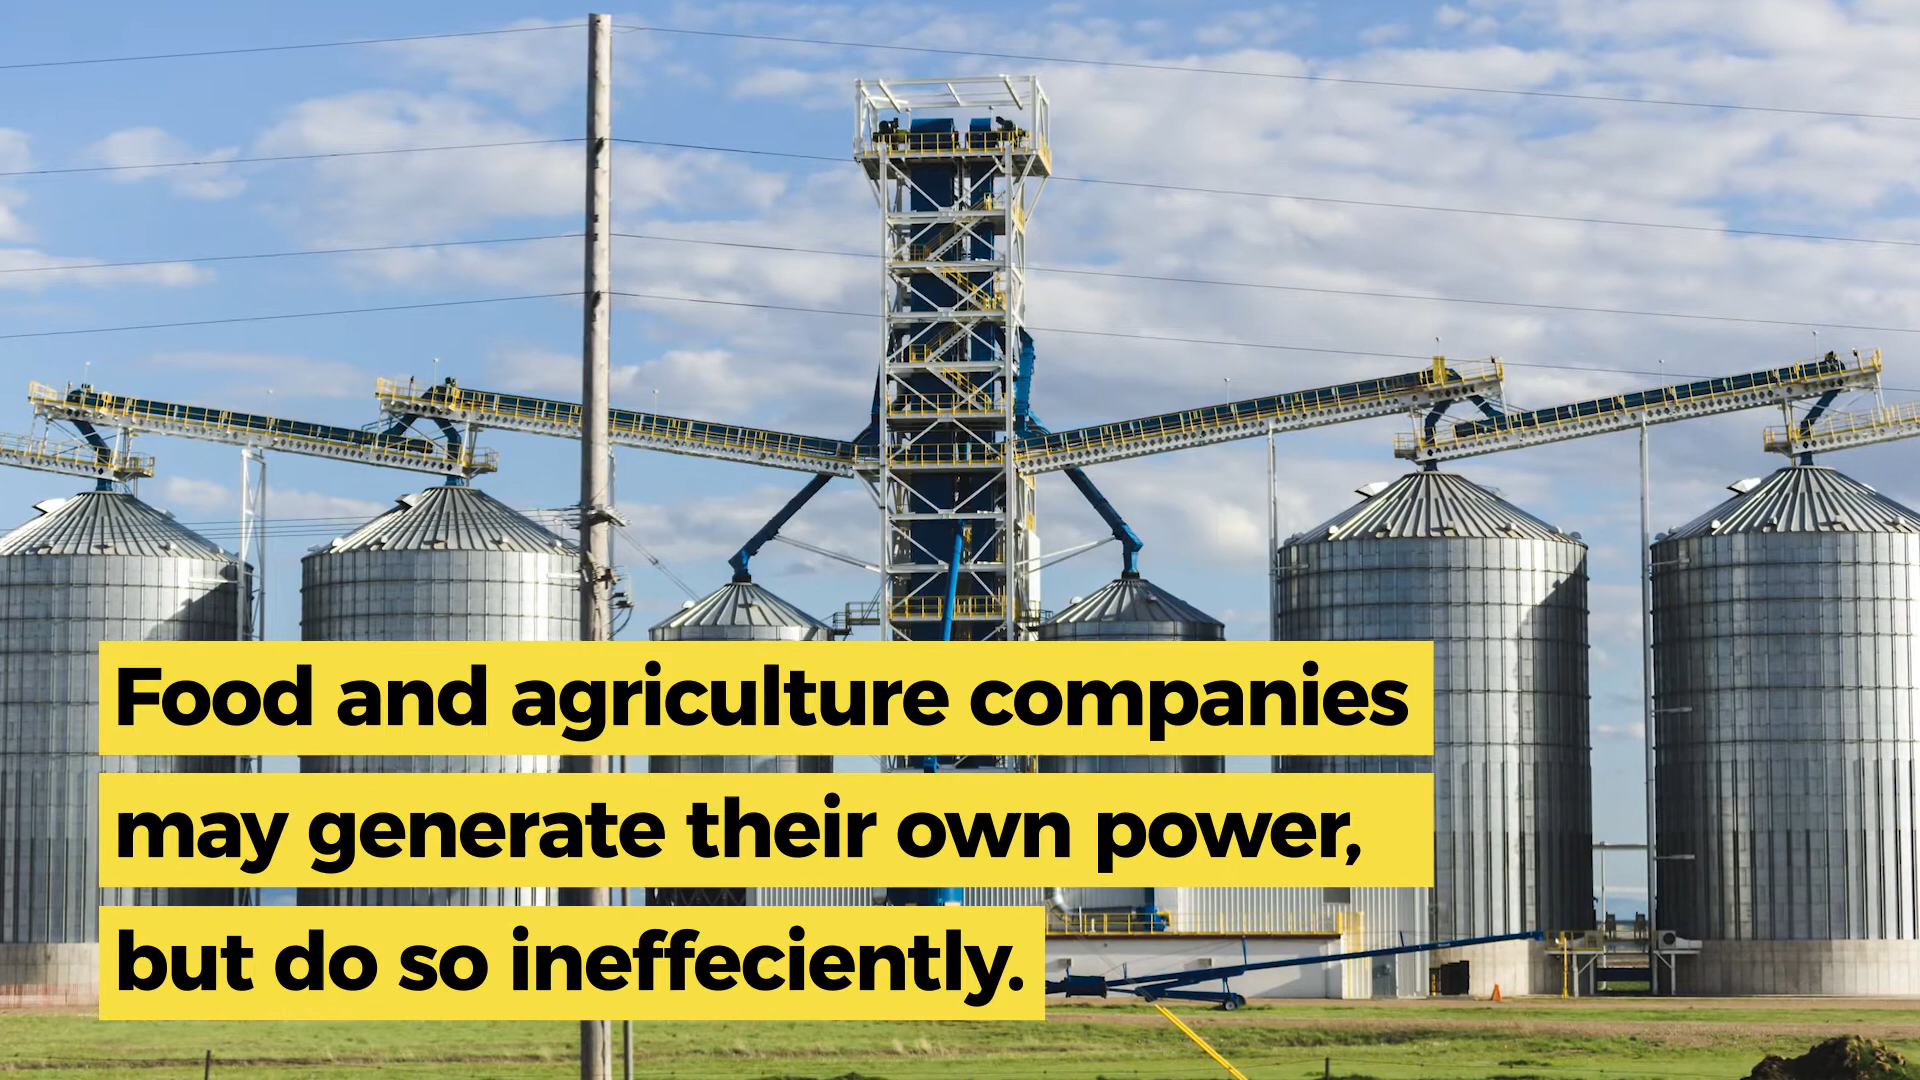 Food and agriculture companies
may generate their own power,
but do so ineffeciently.